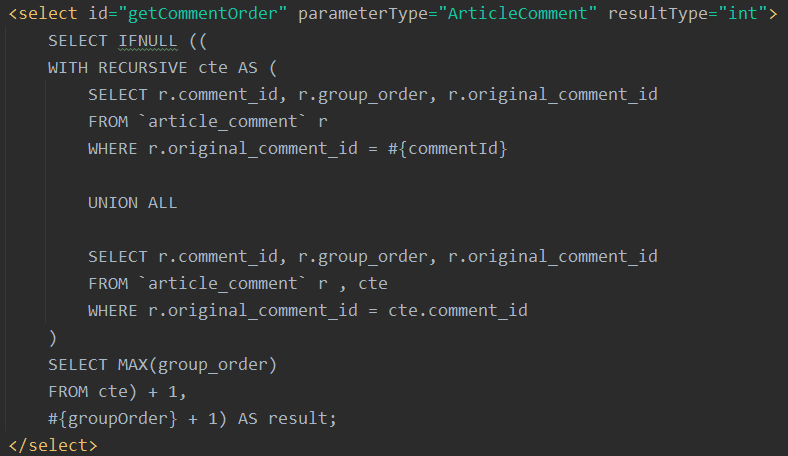 <select id="getCommentOrder" parameterType="ArticleComment" resultType="int">
SELECT IFNULL ((
WITH RECURSIVE cte AS (
SELECT r.comment_id, r.group_order, r.original_comment_id
FROM `article_comment` r
WHERE r.original_comment_id = #{commentId}
UNION ALL
SELECT r.comment_id, r.group_order, r.original_comment_id
FROM `article_comment` r , cte
WHERE r.original_comment_id = cte.comment_id
)
SELECT MAX(group_order)
FROM cte) + 1,
#{groupOrder} + 1) AS result;
</select>